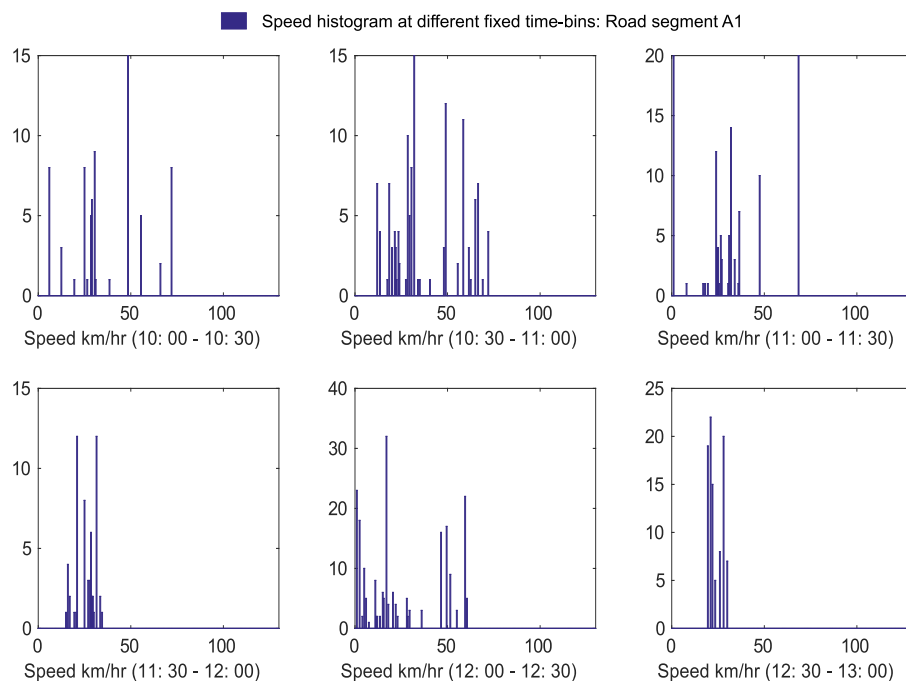 Speed histogram at different fixed time-bins: Road segment A1
15
10
5
0
0 50 100
Speed km/hr (10: 00 - 10: 30)
15
10
5
0
0 50 100
Speed km/hr (10: 30 - 11: 00)
20
15
10
5
0
0 50 100
Speed km/hr (11: 00 - 11: 30)
15
10
5
0
0 50 100
Speed km/hr (11: 30 - 12: 00)
40
30
20
10
0
0 50 100
Speed km/hr (12: 00 - 12: 30)
25
20
15
10
5
0
0 50 100
Speed km/hr (12: 30 - 13: 00)